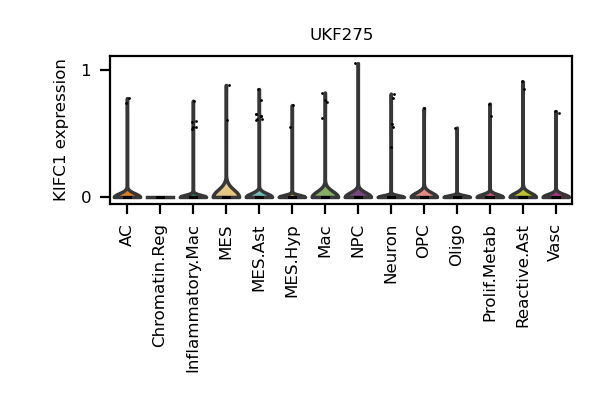 UKF275
KIFC1 expression
1
0
AC
Chromatin.Reg
Inflammatory.Mac
MES
MES.Ast
MES.Hyp
Mac
NPC
Neuron
OPC
Oligo
Prolif.Metab
Reactive.Ast
Vasc